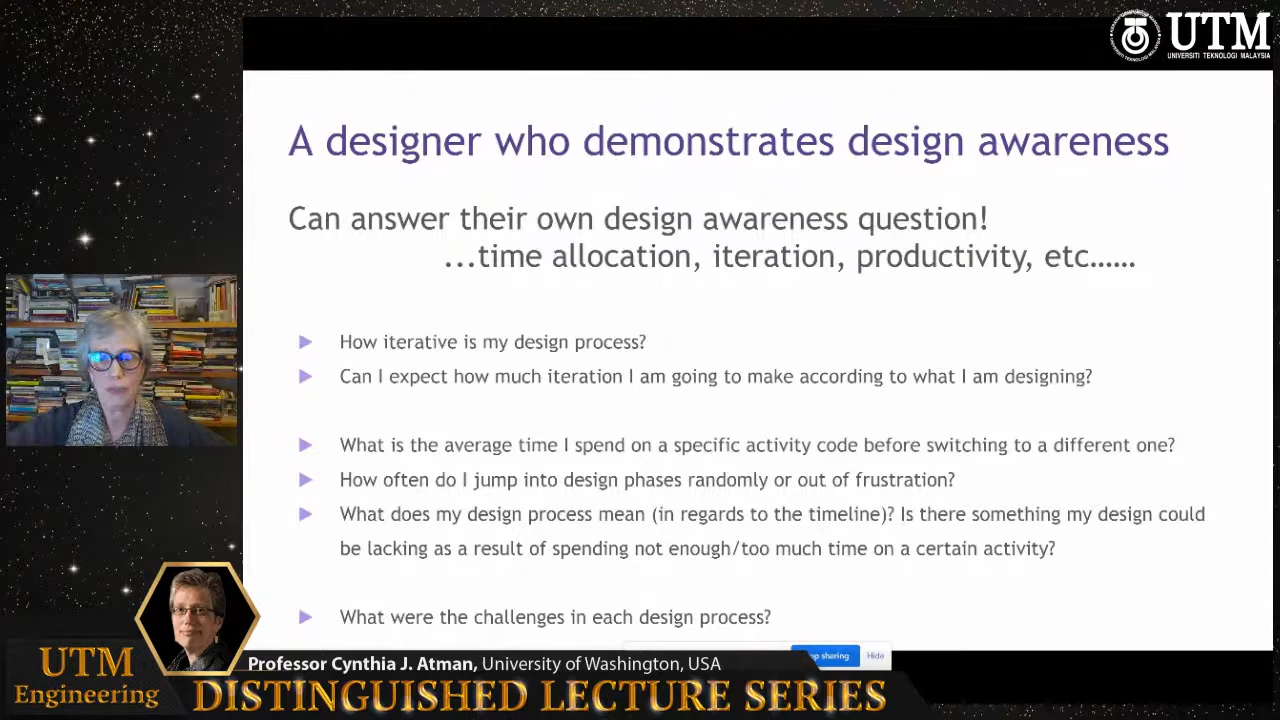 UTM
UNIVERSITI TEKNOLOGI MALAYSIA
A designer who demonstrates design awareness
Can answer their own design awareness question!
...time allocation, iteration, productivity, etc……
How iterative is my design process?
Can I expect how much iteration I am going to make according to what I am designing?
What is the average time I spend on a specific activity code before switching to a different one?
How often do I jump into design phases randomly or out of frustration?
What does my design process mean (in regards to the timeline)? Is there something my design could
be lacking as a result of spending not enough/too much time on a certain activity?
What were the challenges in each design process?
sharing Hide
Professor Cynthia J. Atman, University of Washington, USA
UTM
Engineering
DISTINGUISHED LECTURE SERIES